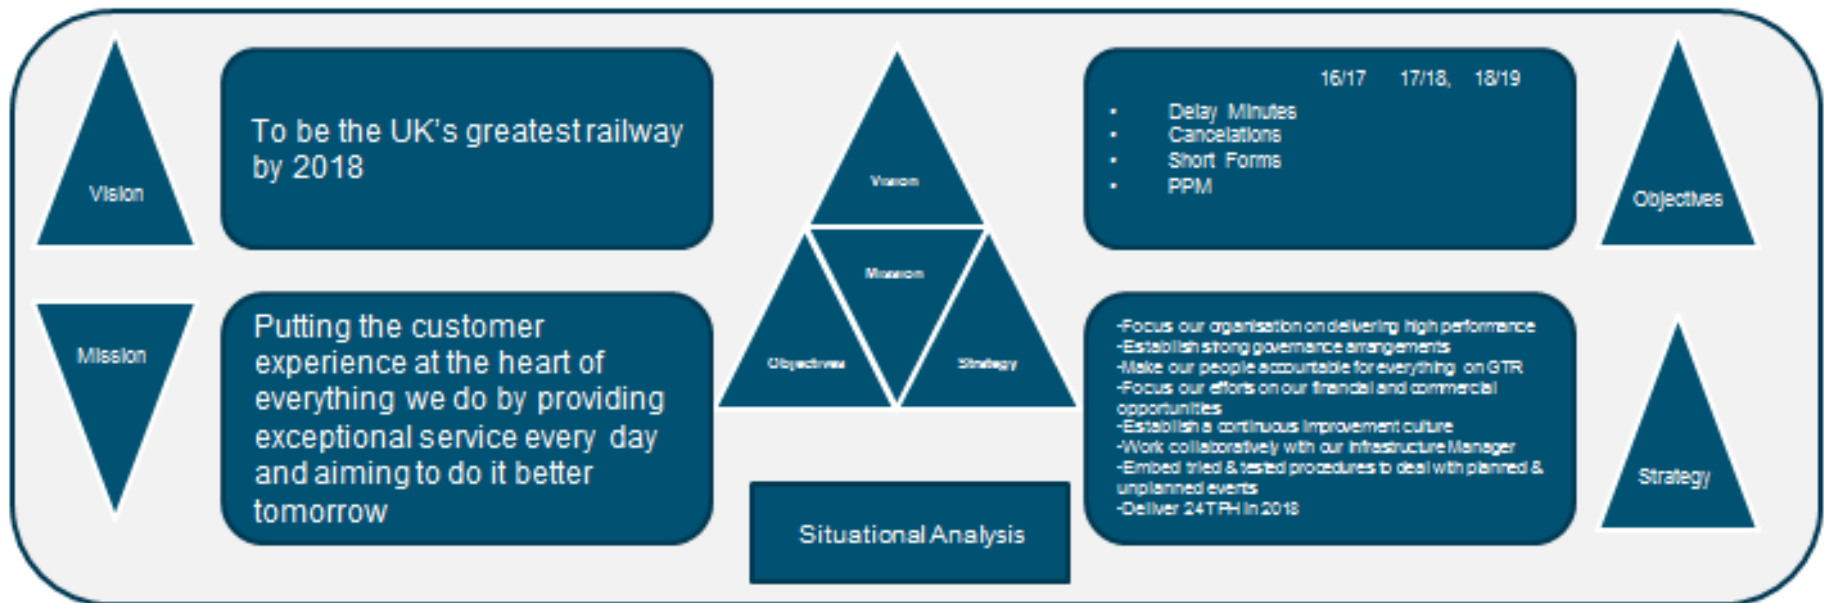 Vision
To be the UK's greatest railway
by 2018
Mission
Putting the customer
experience at the heart of
everything we do by providing
exceptional service every day
and aiming to do it better
tomorrow
Vision
Mission
Objectives
Strategy
Situational Analysis
16/17 17/18, 18/19
• Delay Minutes
• Cancelations
• Short Forms
• PPM
Objectives
-Focus our organisation on delivering high performance
-Establish strong governance arrangements
-Make our people accountable for everything on GTR
-Focus our efforts on our financial and commercial
opportunities
-Establish a continuous improvement culture
-Work collaboratively with our Infrastructure Manager
-Embed tried & tested procedures to deal with planned &
unplanned events
-Deliver 24TPH in 2018
Strategy